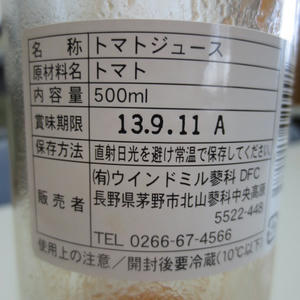 名 称 トマトジュース
原材料名 トマト
内容量 500ml
賞味期限 13.9.11 A
保存方法 直射日光を避け常温で保存してください。
販売者 (有)ウインドミル蓼科 DFC
長野県茅野市北山蓼科中央高原
5522-448
TEL 0266-67-4566
使用上の注意／開封後要冷蔵(10℃以下)